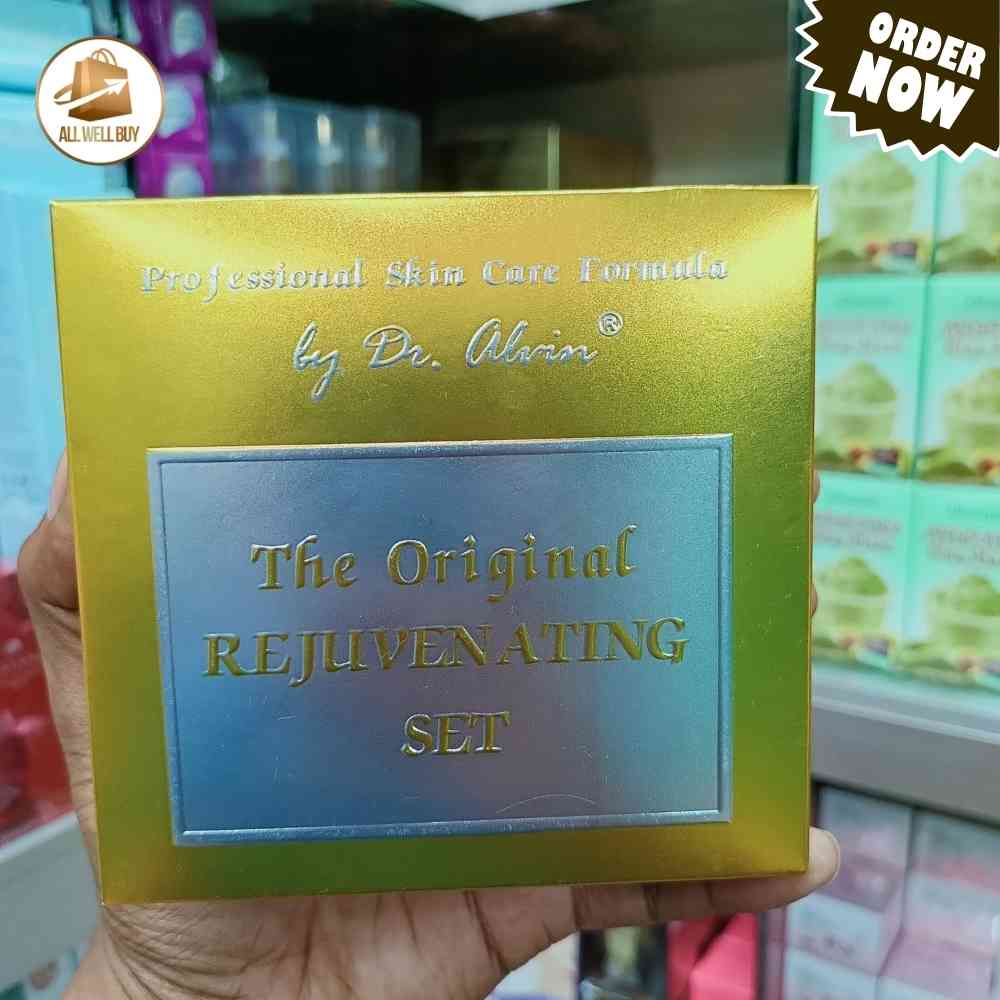 ALL WELL BUY
ORDER
NOW
Professional Skin Care Formula
by Dr. Alvin®
The Original
REJUVENATING
SET